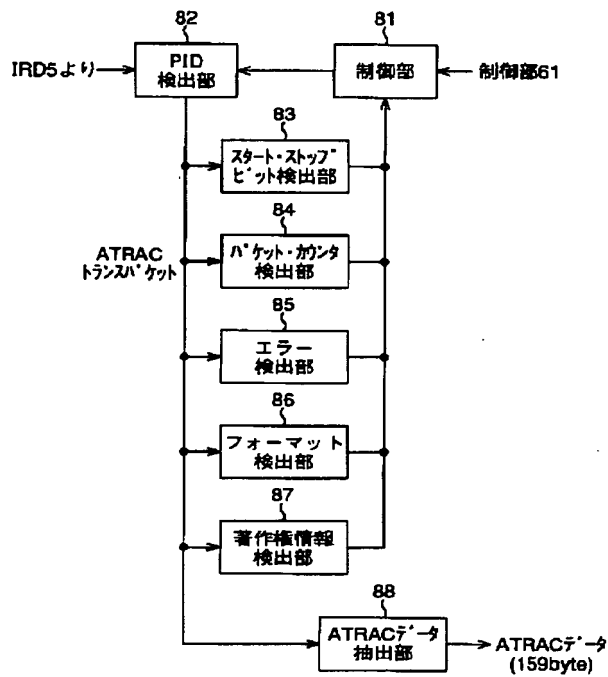 82
81
IRD5より
PID
検出部
制御部
制御部61
83
スタート・ストップ
ビット検出部
84
ATRAC
トランスパケット
パケット・カウンタ
検出部
85
エラー
検出部
86
フォーマット
検出部
87
著作権情報
検出部
88
ATRACデータ
抽出部
ATRACデータ
(159byte)